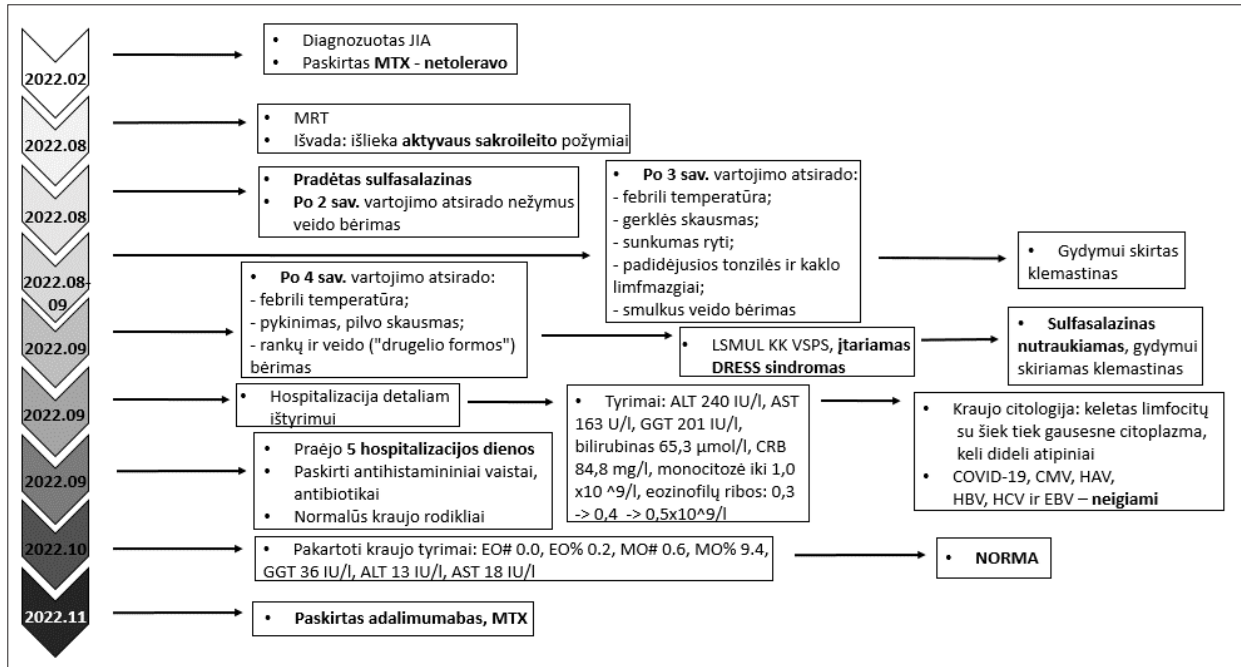 2022.02
• Diagnozuotas JIA
• Paskirtas MTX - netoleravo
2022.08
• MRT
• Išvada: išlieka aktyvaus sakroileito požymiai
2022.08
• Pradėtas sulfasalazinas
• Po 2 sav. vartojimo atsirado nežymus
veido bėrimas
2022.08-
09
• Po 3 sav. vartojimo atsirado:
- febrili temperatūra;
- gerklės skausmas;
- sunkumas ryti;
- padidėjusios tonzilės ir kaklo
limfmazgiai;
- smulkus veido bėrimas
• Gydymui skirtas
klemastinas
2022.09
• Po 4 sav. vartojimo atsirado:
- febrili temperatūra;
- pykinimas, pilvo skausmas;
- rankų ir veido ("drugelio formos")
bėrimas
• LSMUL KK VSPS, įtariamas
DRESS sindromas
• Sulfasalazinas
nutraukiamas, gydymui
skiriamas klemastinas
2022.09
• Hospitalizacija detaliam
ištyrimui
• Tyrimai: ALT 240 IU/l, AST
163 U/l, GGT 201 IU/l,
bilirubinas 65,3 µmol/l, CRB
84,8 mg/l, monocitozė iki 1,0
x10 ^9/l, eozinofilų ribos: 0,3
-> 0,4 -> 0,5x10^9/l
• Kraujo citologija: keletas limfocitų
su šiek tiek gausesne citoplazma,
keli dideli atipiniai
• COVID-19, CMV, HAV,
HBV, HCV ir EBV – neigiami
2022.09
• Praėjo 5 hospitalizacijos dienos
• Paskirti antihistamininiai vaistai,
antibiotikai
• Normalūs kraujo rodikliai
2022.10
• Pakartoti kraujo tyrimai: EO# 0.0, EO% 0.2, MO# 0.6, MO% 9.4,
GGT 36 IU/l, ALT 13 IU/l, AST 18 IU/l
• NORMA
2022.11
• Paskirtas adalimumabas, MTX